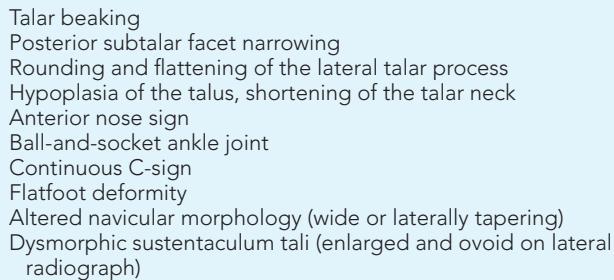 Talar beaking
Posterior subtalar facet narrowing
Rounding and flattening of the lateral talar process
Hypoplasia of the talus, shortening of the talar neck
Anterior nose sign
Ball-and-socket ankle joint
Continuous C-sign
Flatfoot deformity
Altered navicular morphology (wide or laterally tapering)
Dysmorphic sustentaculum tali (enlarged and ovoid on lateral
radiograph)